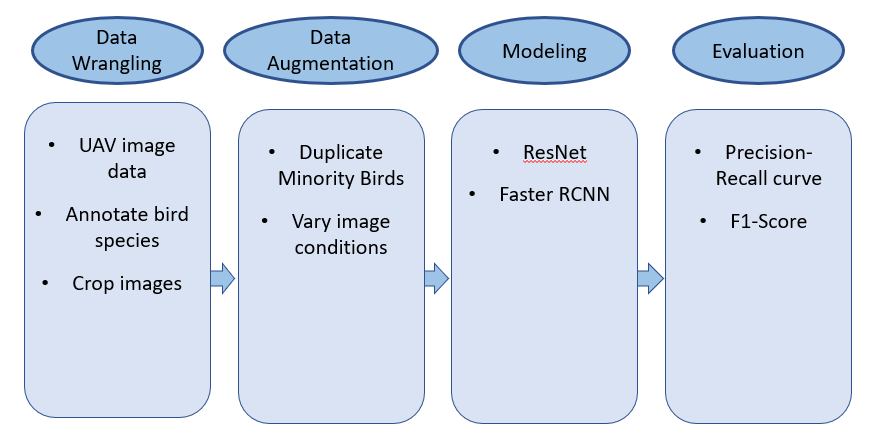 Data
Wrangling
Data
Augmentation
Modeling
Evaluation
• UAV image
data
• Annotate bird
species
• Crop images
• Duplicate
Minority Birds
• Vary image
conditions
• ResNet
• Faster RCNN
• Precision-
Recall curve
• F1-Score